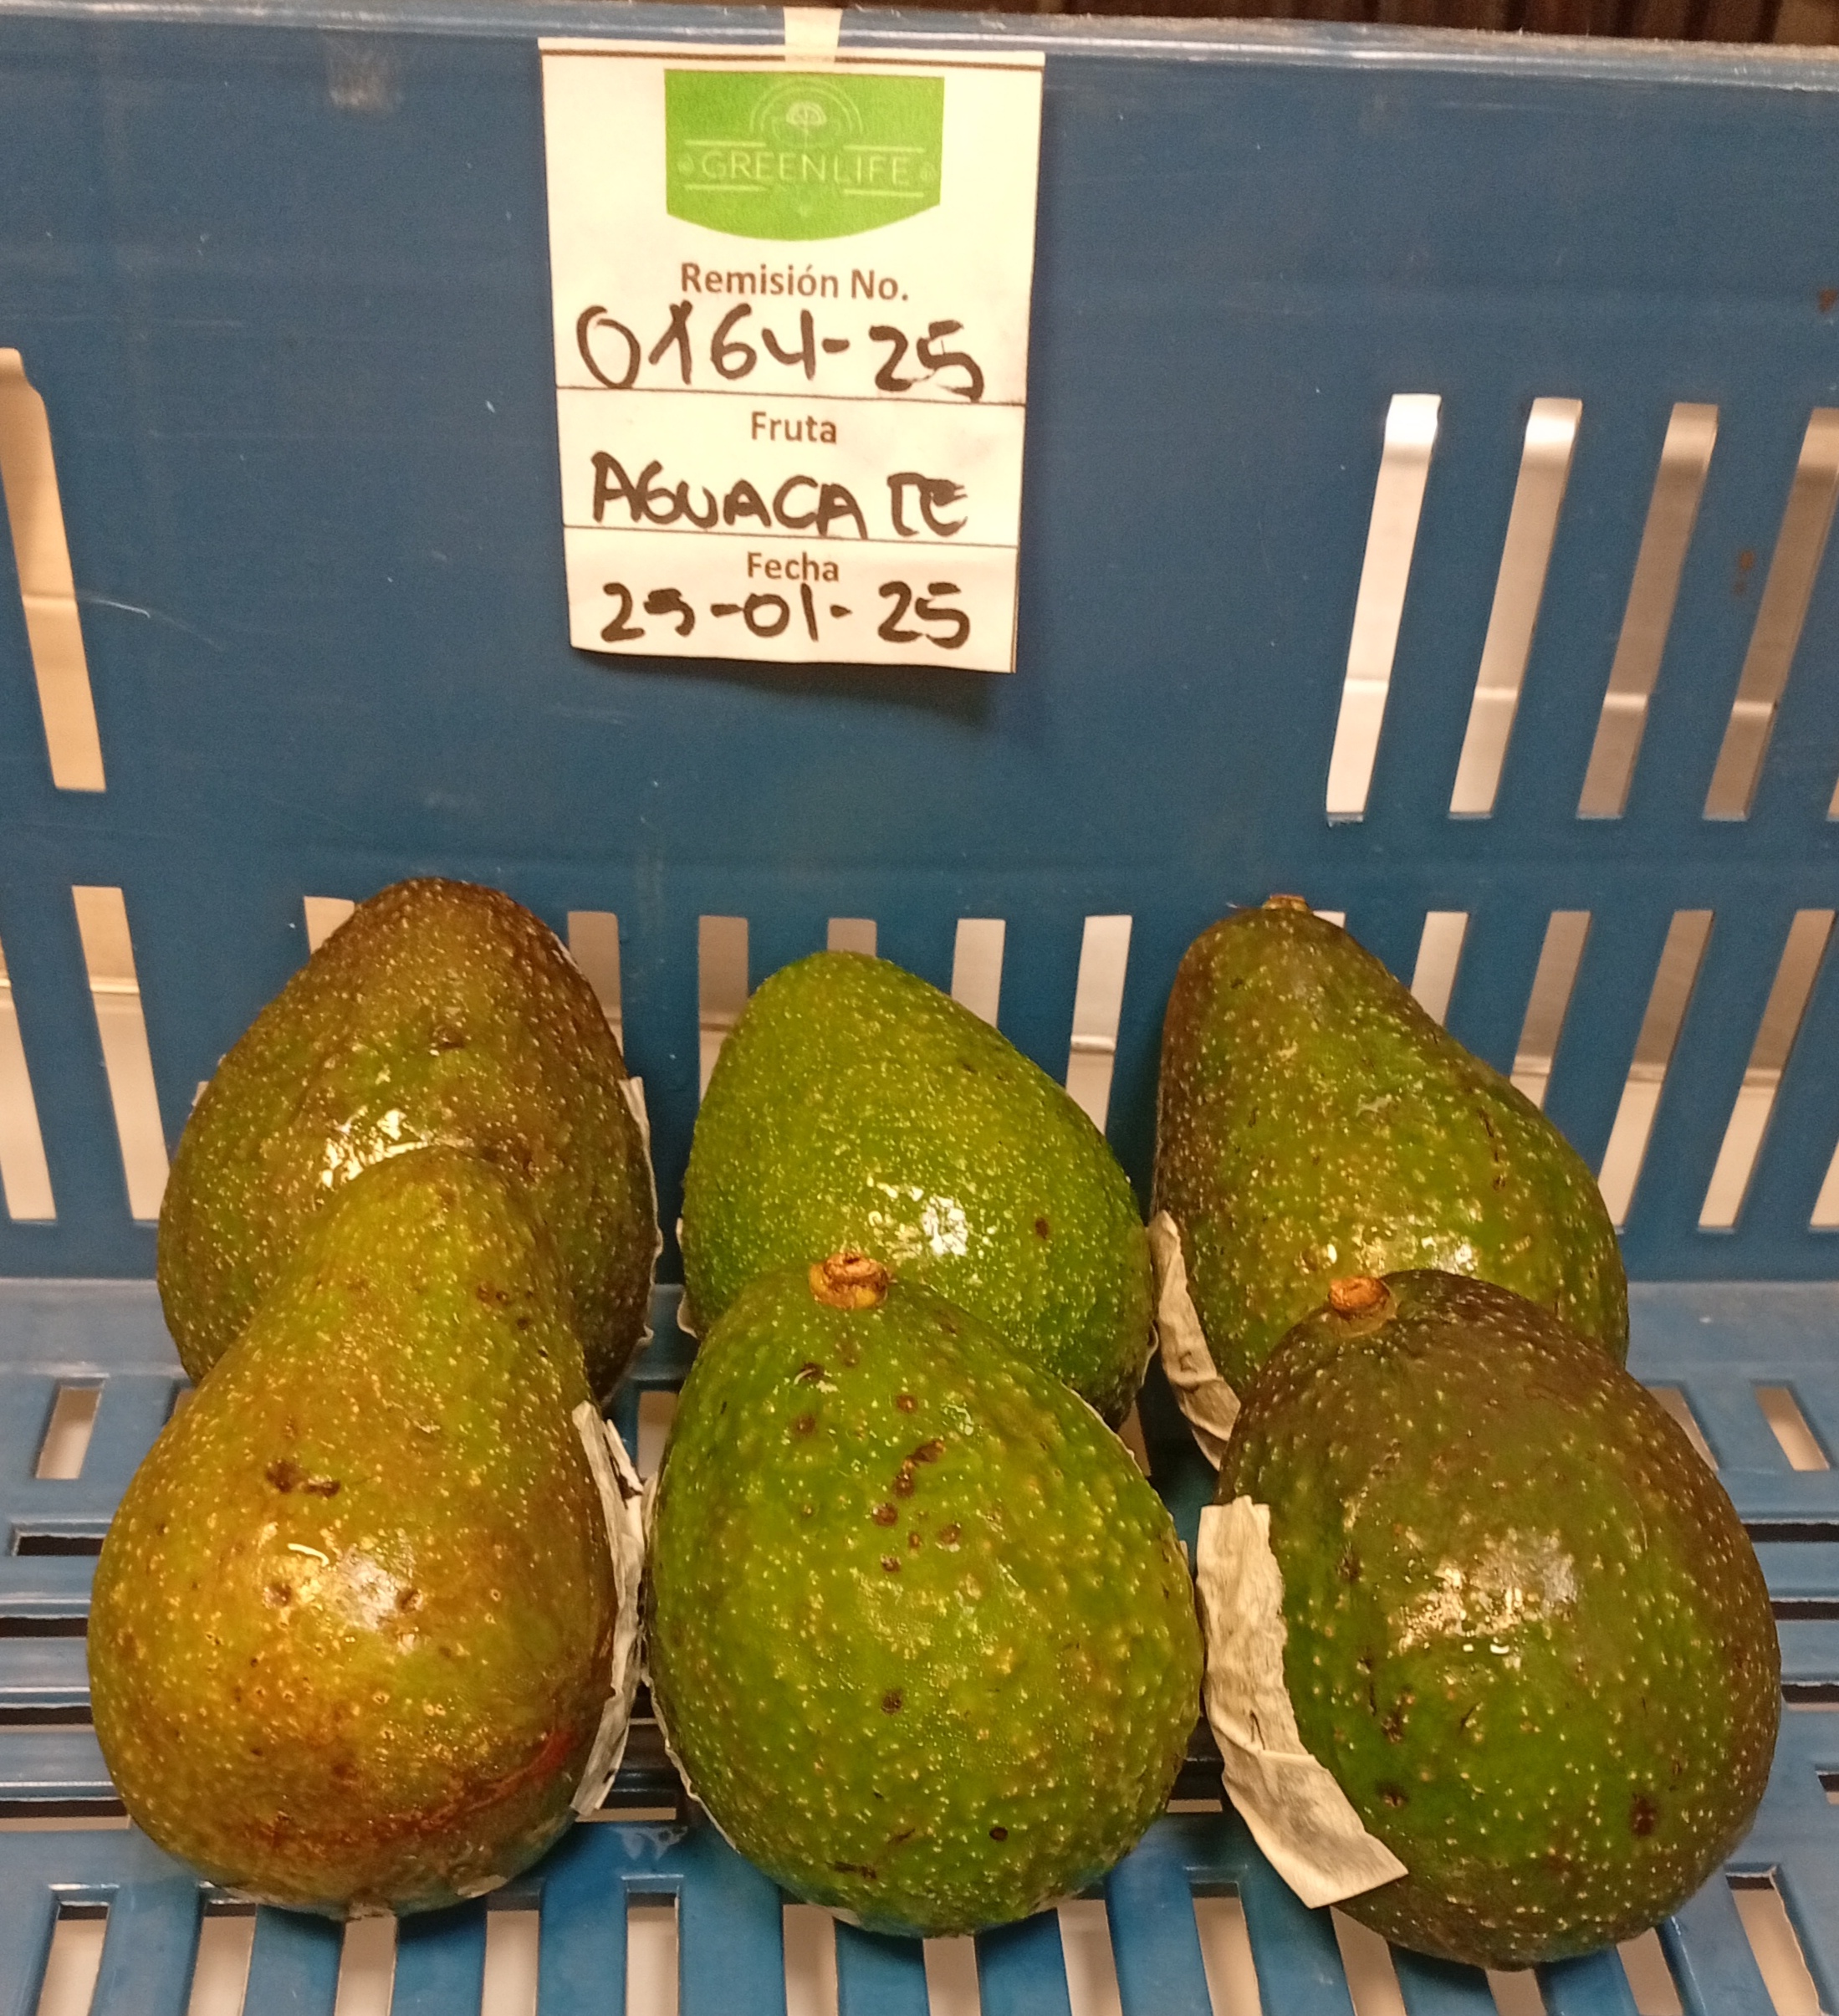 GREENLIFE
Remisión No.
0164-25
Fruta
AGUACATE
Fecha
29-01-25